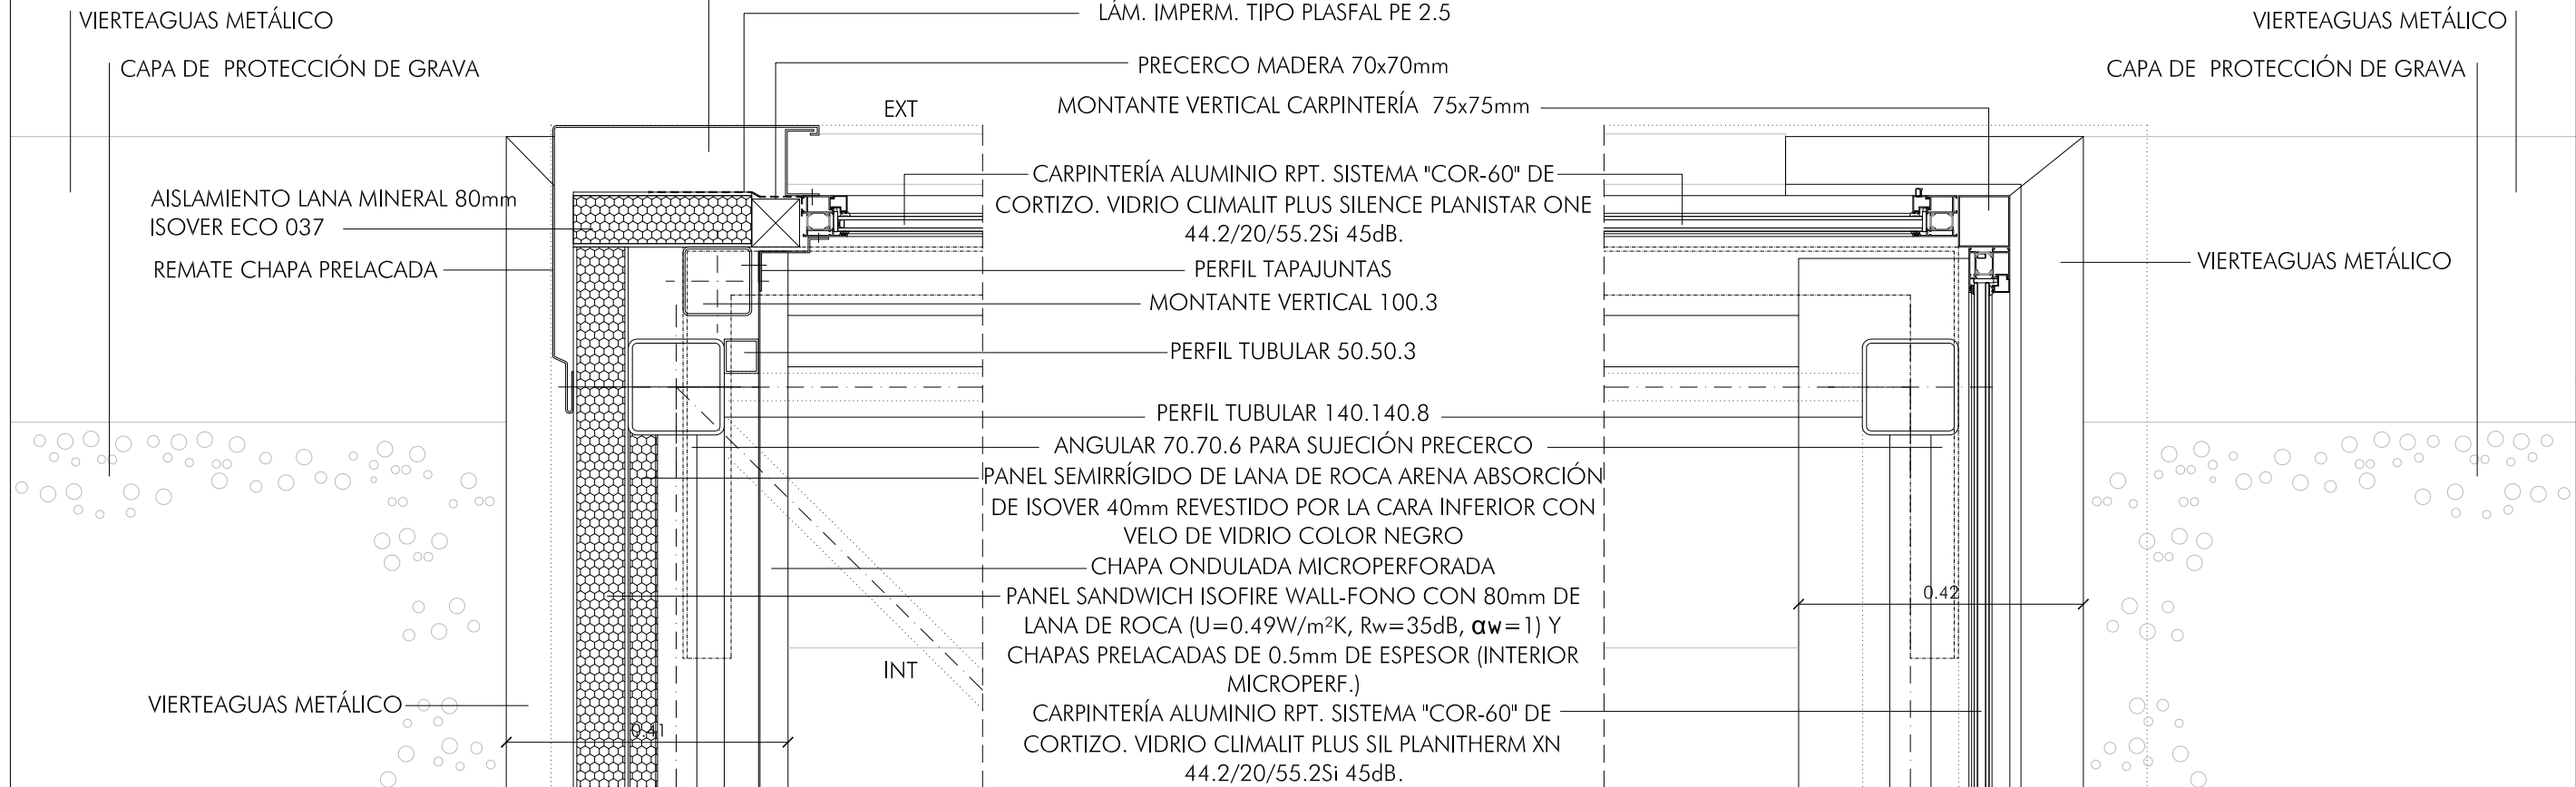 VIERTEAGUAS METÁLICO
CAPA DE PROTECCIÓN DE GRAVA
AISLAMIENTO LANA MINERAL 80mm
ISOVER ECO 037
REMATE CHAPA PRELACADA
VIERTEAGUAS METÁLICO
0.41
EXT
INT
LÁM. IMPERM. TIPO PLASFAL PE 2.5
PRECERCO MADERA 70x70mm
MONTANTE VERTICAL CARPINTERÍA 75x75mm
CARPINTERÍA ALUMINIO RPT. SISTEMA "COR-60" DE
CORTIZO. VIDRIO CLIMALIT PLUS SILENCE PLANISTAR ONE
44.2/20/55.2Si 45dB.
PERFIL TAPAJUNTAS
MONTANTE VERTICAL 100.3
PERFIL TUBULAR 50.50.3
PERFIL TUBULAR 140.140.8
ANGULAR 70.70.6 PARA SUJECIÓN PRECERCO
PANEL SEMIRRÍGIDO DE LANA DE ROCA ARENA ABSORCIÓN
DE ISOVER 40mm REVESTIDO POR LA CARA INFERIOR CON
VELO DE VIDRIO COLOR NEGRO
CHAPA ONDULADA MICROPERFORADA
PANEL SANDWICH ISOFIRE WALL-FONO CON 80mm DE
LANA DE ROCA (U=0.49W/m²K, Rw=35dB, αw=1) Y
CHAPAS PRELACADAS DE 0.5mm DE ESPESOR (INTERIOR
MICROPERF.)
CARPINTERÍA ALUMINIO RPT. SISTEMA "COR-60" DE
CORTIZO. VIDRIO CLIMALIT PLUS SIL PLANITHERM XN
44.2/20/55.2Si 45dB.
VIERTEAGUAS METÁLICO
CAPA DE PROTECCIÓN DE GRAVA
VIERTEAGUAS METÁLICO
0.42